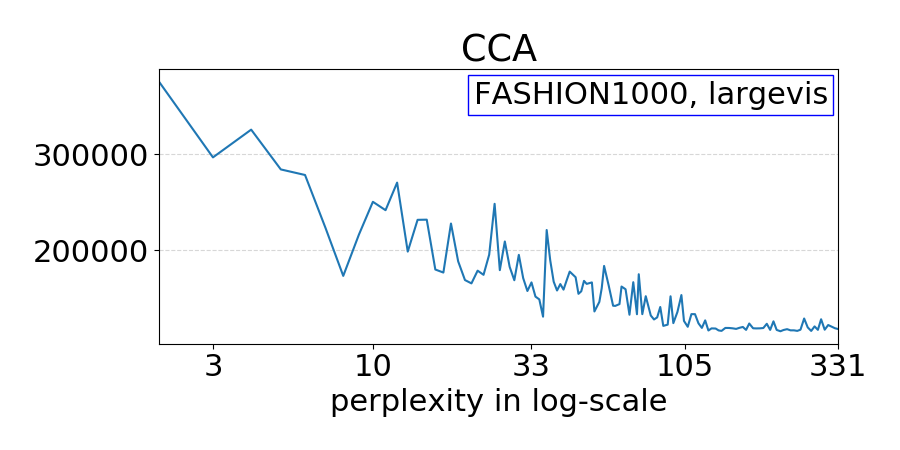 CCA
FASHION1000, largevis
300000
200000
3 10 33 105 331
perplexity in log-scale